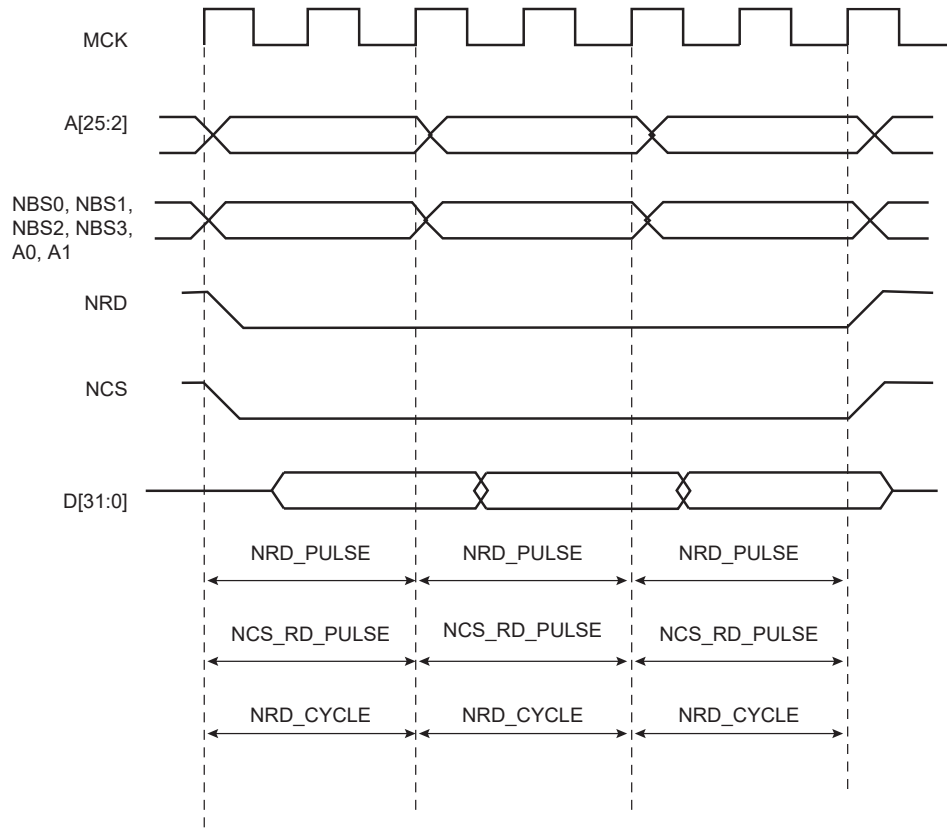 MCK
A[25:2]
NBS0, NBS1,
NBS2, NBS3,
A0, A1
NRD
NCS
D[31:0]
NRD_PULSE NRD_PULSE NRD_PULSE
NCS_RD_PULSE NCS_RD_PULSE NCS_RD_PULSE
NRD_CYCLE NRD_CYCLE NRD_CYCLE